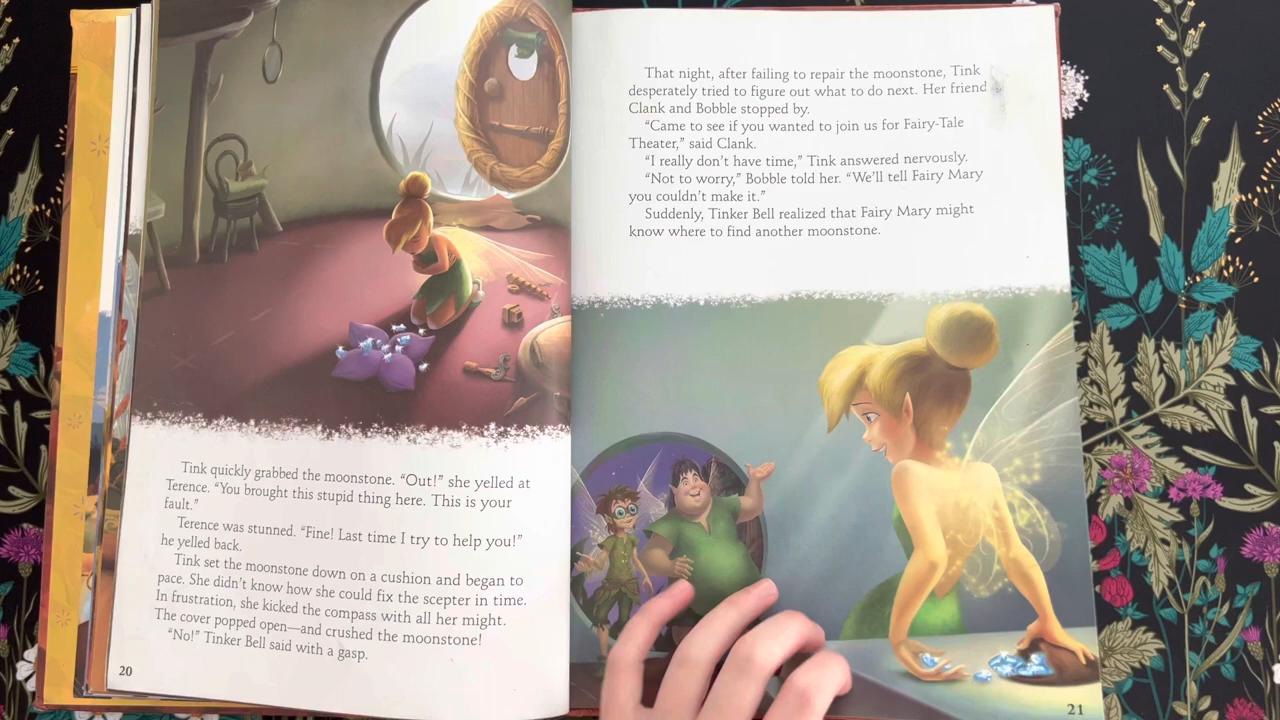 Tink quickly grabbed the moonstone. “Out!” she yelled at
Terence. “You brought this stupid thing here. This is your
fault.”
Terence was stunned. “Fine! Last time I try to help you!”
he yelled back.
Tink set the moonstone down on a cushion and began to
pace. She didn’t know how she could fix the scepter in time.
In frustration, she kicked the compass with all her might.
The cover popped open—and crushed the moonstone!
“No!” Tinker Bell said with a gasp.
20
That night, after failing to repair the moonstone, Tink
desperately tried to figure out what to do next. Her friend
Clank and Bobble stopped by.
“Came to see if you wanted to join us for Fairy-Tale
Theater,” said Clank.
“I really don’t have time,” Tink answered nervously.
“Not to worry,” Bobble told her. “We’ll tell Fairy Mary
you couldn’t make it.”
Suddenly, Tinker Bell realized that Fairy Mary might
know where to find another moonstone.
21